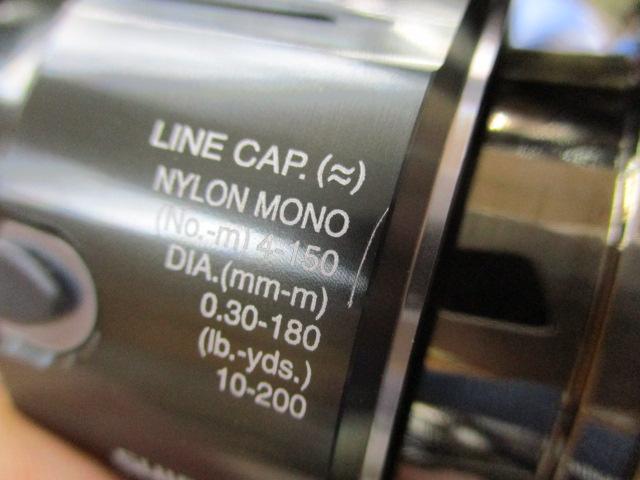 LINE CAP. (≈)
NYLON MONO
(No.-m) 4-150
DIA.(mm-m)
0.30-180
(lb.-yds.)
10-200